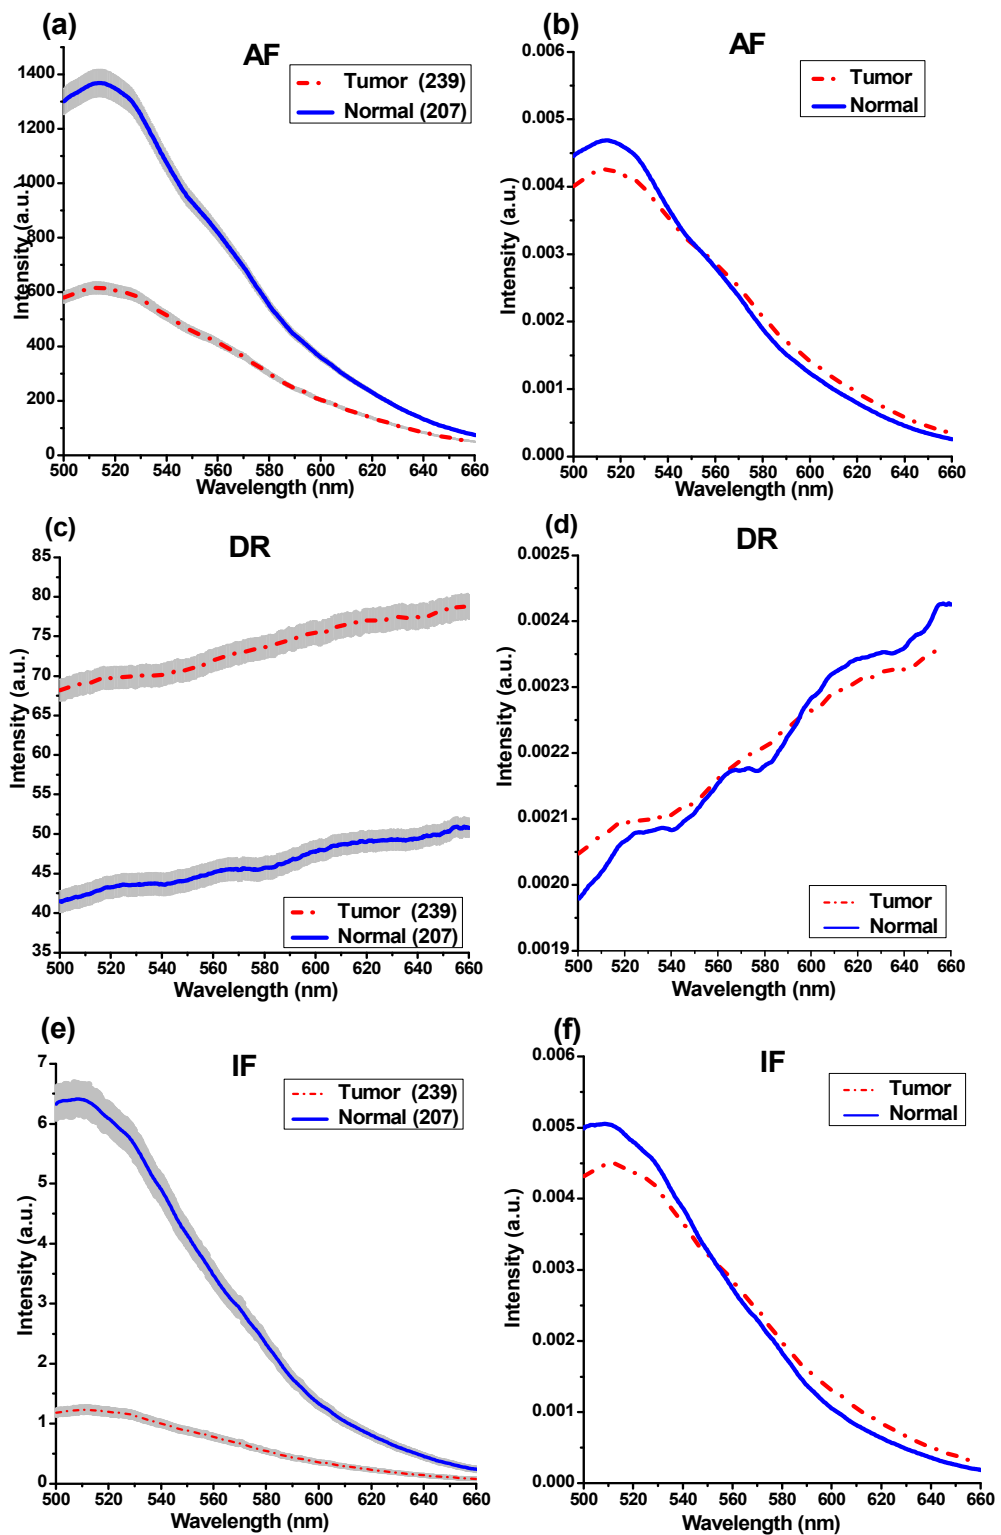 (a)
AF
Tumor (239)
Normal (207)
Intensity (a.u.)
1400
1200
1000
800
600
400
200
0
500 520 540 560 580 600 620 640 660
Wavelength (nm)
(b)
AF
Tumor
Normal
Intensity (a.u.)
0.006
0.005
0.004
0.003
0.002
0.001
0.000
500 520 540 560 580 600 620 640 660
Wavelength (nm)
(c)
DR
85
80
75
70
65
60
55
50
45
40
35
Intensity (a.u.)
Tumor (239)
Normal (207)
500 520 540 560 580 600 620 640 660
Wavelength (nm)
(d)
DR
0.0025
0.0024
0.0023
0.0022
0.0021
0.0020
0.0019
Intensity (a.u.)
Tumor
Normal
500 520 540 560 580 600 620 640 660
Wavelength (nm)
(e)
IF
Tumor (239)
Normal (207)
7
6
5
4
3
2
1
0
Intensity (a.u.)
500 520 540 560 580 600 620 640 660
Wavelength (nm)
(f)
IF
Tumor
Normal
0.006
0.005
0.004
0.003
0.002
0.001
0.000
Intensity (a.u.)
500 520 540 560 580 600 620 640 660
Wavelength (nm)